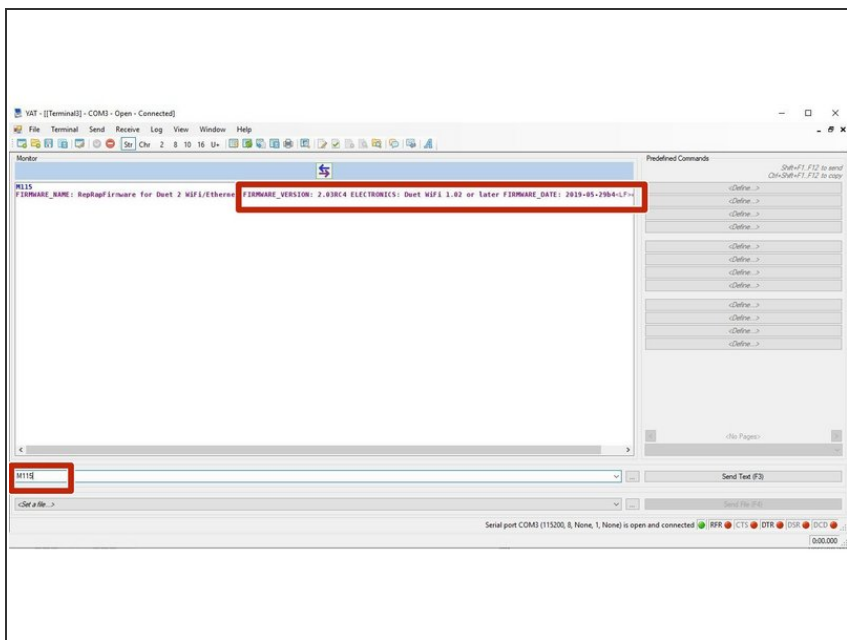 YAT - [[Terminal3] - COM3 - Open - Connected]
File Terminal Send Receive Log View Window Help
Str Chr 2 8 10 16 U+
Monitor
Predefined Commands
Shift+F1..F12 to send
Ctrl+Shift+F1..F12 to copy
M115
FIRMWARE_NAME: RepRapFirmware for Duet 2 WiFi/Ethernet FIRMWARE_VERSION: 2.03RC4 ELECTRONICS: Duet WiFi 1.02 or later FIRMWARE_DATE: 2019-05-29b4<LF>
<Define...>
<Define...>
<Define...>
<Define...>
<Define...>
<Define...>
<Define...>
<Define...>
<Define...>
<Define...>
<Define...>
<Define...>
<No Pages>
M115
Send Text (F3)
<Set a file...>
Send File (F4)
Serial port COM3 (115200, 8, None, 1, None) is open and connected RFR CTS DTR DSR DCD
0:00.000